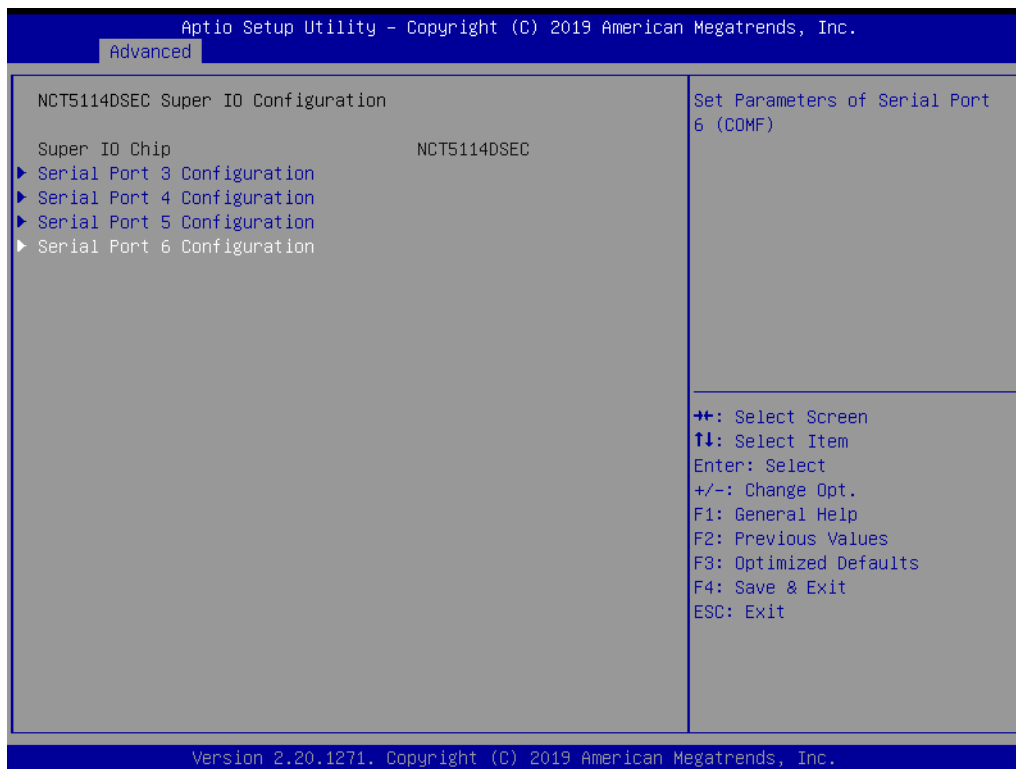 Aptio Setup Utility – Copyright (C) 2019 American Megatrends, Inc.
Advanced
NCT5114DSEC Super IO Configuration
Super IO Chip NCT5114DSEC
▶ Serial Port 3 Configuration
▶ Serial Port 4 Configuration
▶ Serial Port 5 Configuration
▶ Serial Port 6 Configuration
Set Parameters of Serial Port
6 (COMF)
→←: Select Screen
↑↓: Select Item
Enter: Select
+/-: Change Opt.
F1: General Help
F2: Previous Values
F3: Optimized Defaults
F4: Save & Exit
ESC: Exit
Version 2.20.1271. Copyright (C) 2019 American Megatrends, Inc.